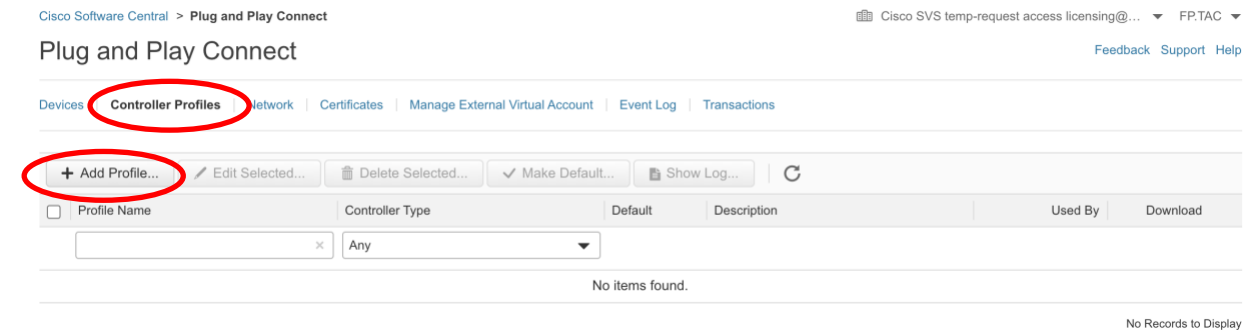 Cisco Software Central > Plug and Play Connect
Cisco SVS temp-request access licensing@... FP.TAC
Plug and Play Connect
Feedback Support Help
Devices Controller Profiles Network Certificates Manage External Virtual Account Event Log Transactions
+ Add Profile... Edit Selected... Delete Selected... Make Default... Show Log...
Profile Name Controller Type Default Description Used By Download
× Any
No items found.
No Records to Display